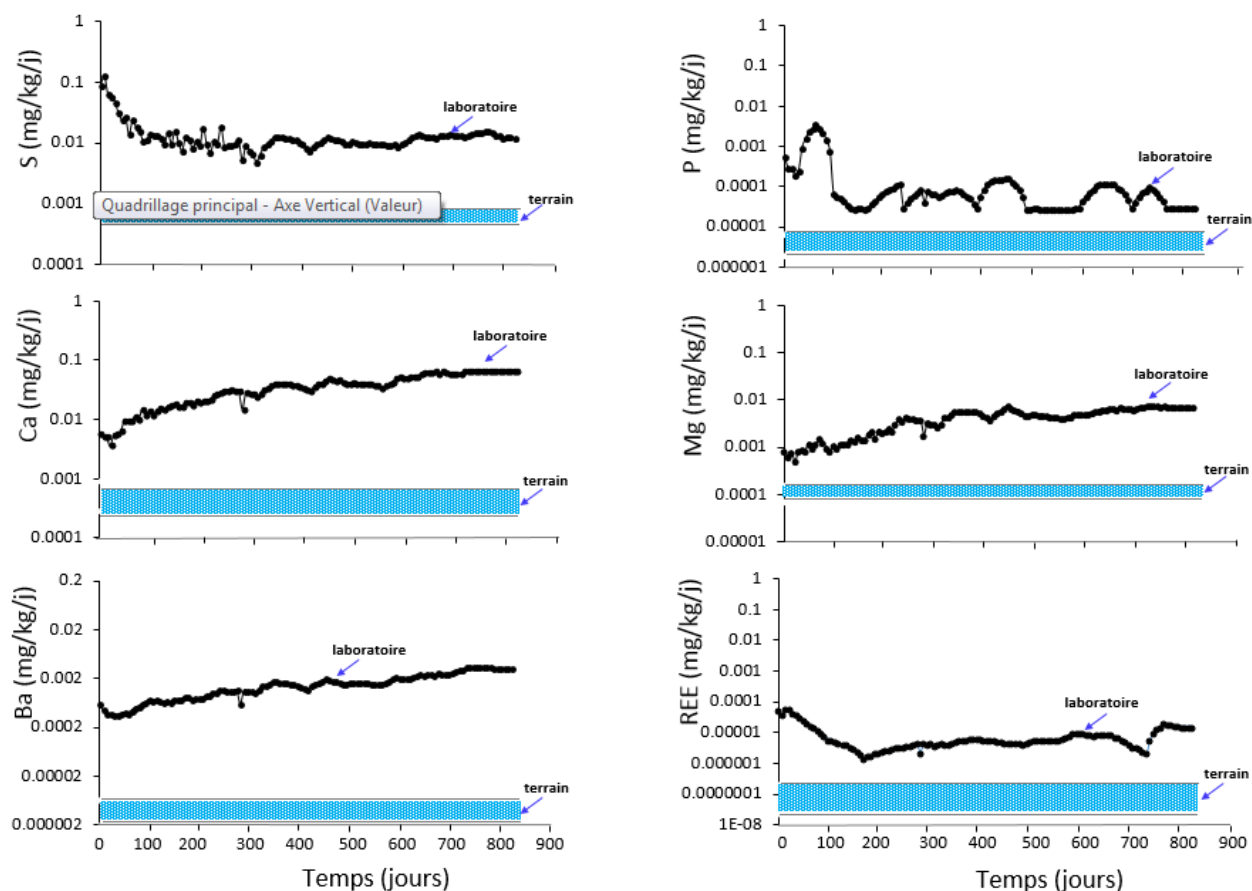 S (mg/kg/j)
1
0.1
0.01
0.001
0.0001
laboratoire
terrain
Quadrillage principal - Axe Vertical (Valeur)
P (mg/kg/j)
1
0.1
0.01
0.001
0.0001
0.00001
0.000001
laboratoire
terrain
Ca (mg/kg/j)
1
0.1
0.01
0.001
0.0001
laboratoire
terrain
Mg (mg/kg/j)
1
0.1
0.01
0.001
0.0001
0.00001
laboratoire
terrain
Ba (mg/kg/j)
0.2
0.02
0.002
0.0002
0.00002
0.000002
laboratoire
terrain
0 100 200 300 400 500 600 700 800 900
Temps (jours)
REE (mg/kg/j)
1
0.1
0.01
0.001
0.0001
0.00001
0.000001
0.0000001
1E-08
laboratoire
terrain
0 100 200 300 400 500 600 700 800 900
Temps (jours)